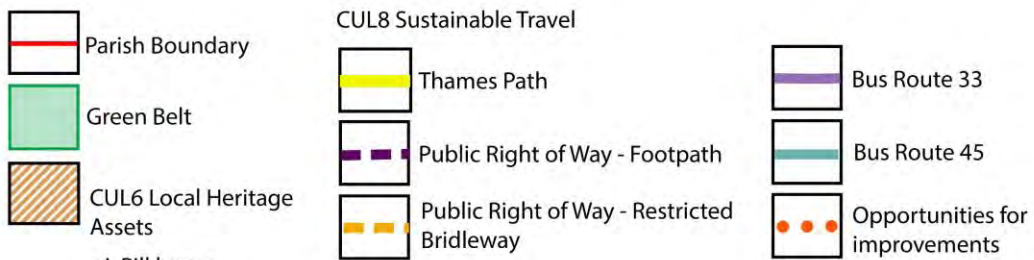 Parish Boundary
Green Belt
CUL6 Local Heritage
Assets
CUL8 Sustainable Travel
Thames Path
Public Right of Way - Footpath
Public Right of Way - Restricted
Bridleway
Bus Route 33
Bus Route 45
Opportunities for
improvements